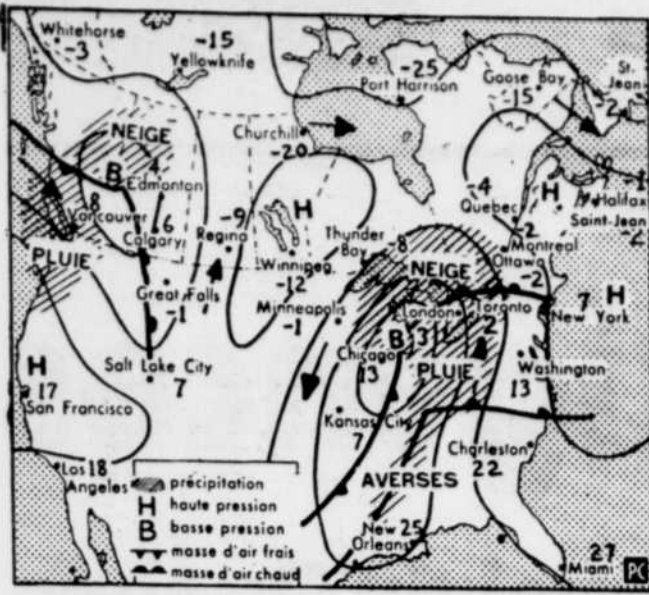 Whitehorse
-3
-15
Yellowknife
-25
Port Harrison
Goose Bay
-15
St-
Jean
-2
NEIGE
Churchill
-20
B
4
Edmonton
8
Vancouver
6
Calgary
-9
Regina
H
Winnipeg
-12
Thunder
Bay
-8
-4
Quebec
H
-1
Halifax
Saint-Jean
-2
-2
Montreal
Ottawa
-2
PLUIE
NEIGE
Great Falls
-1
Minneapolis
-1
London
3
Toronto
2
7
New York
H
Salt Lake City
7
Chicago
13
B
PLUIE
Washington
13
H
17
San Francisco
Kansas City
7
Charleston
22
Los 18
Angeles
AVERSES
New 25
Orleans
27
Miami
PC
précipitation
H haute pression
B basse pression
masse d'air frais
masse d'air chaud